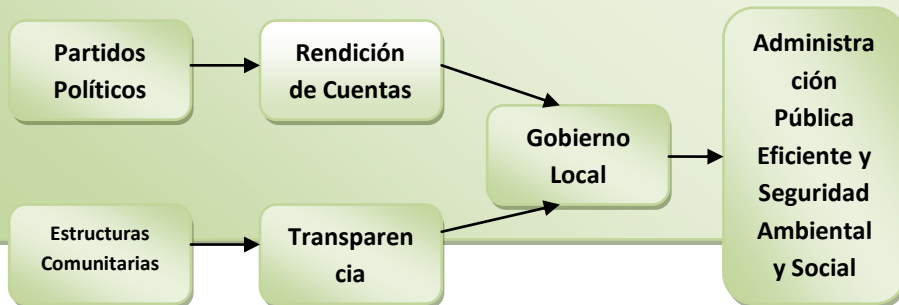 Partidos
Políticos
Rendición
de Cuentas
Gobierno
Local
Administra
ción
Pública
Eficiente y
Seguridad
Ambiental
y Social
Estructuras
Comunitarias
Transparen
cia